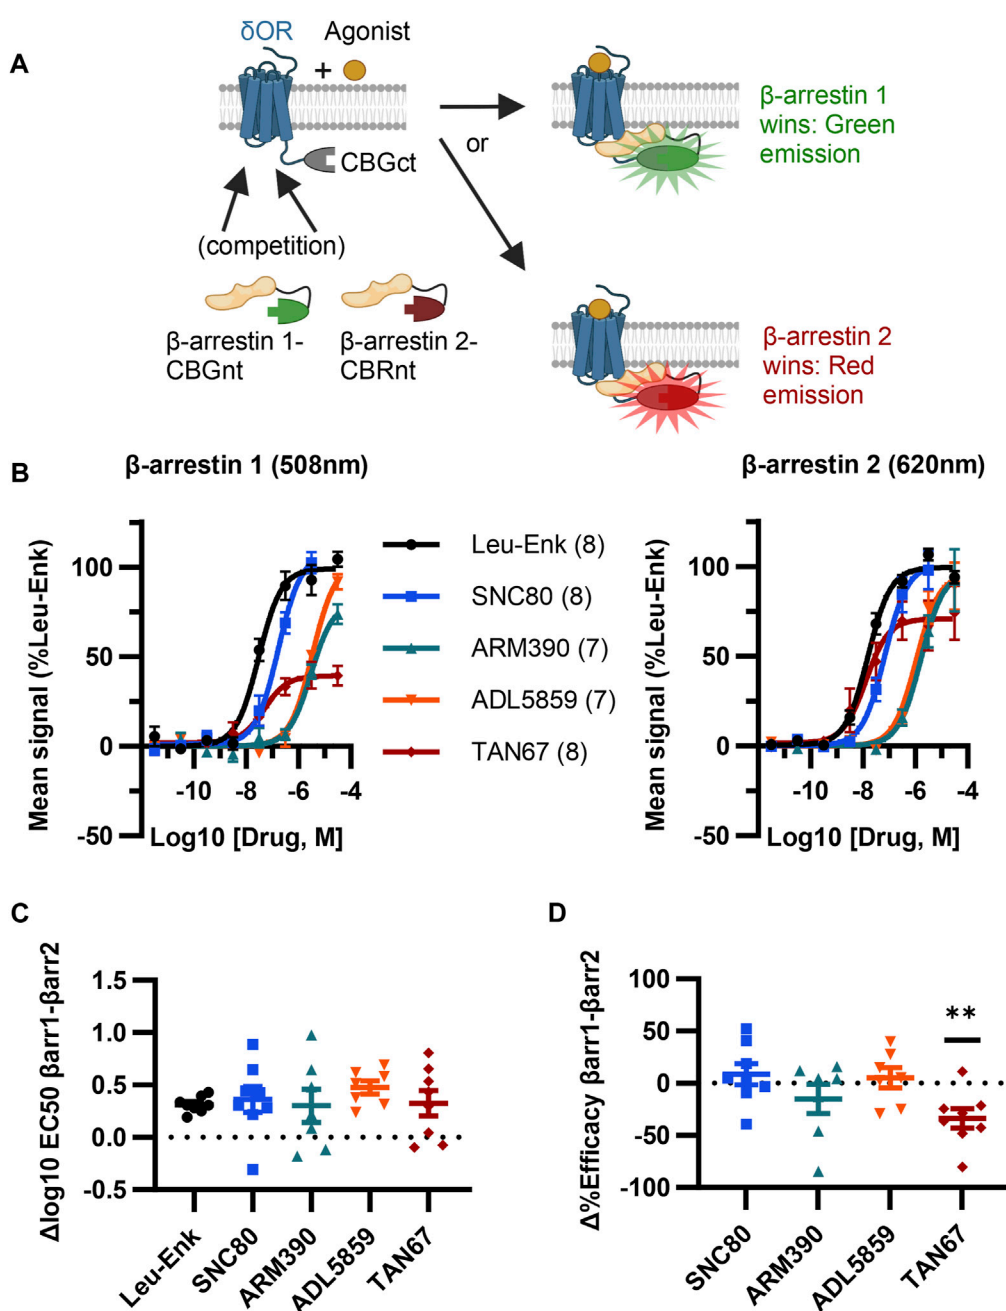 A
δOR
Agonist
+
CBGct
or
(competition)
β-arrestin 1-
CBGnt
β-arrestin 2-
CBRnt
β-arrestin 1
wins: Green
emission
β-arrestin 2
wins: Red
emission
B
β-arrestin 1 (508nm)
Mean signal (%Leu-Enk)
100
50
0
-50
-10
-8
-6
-4
Log10 [Drug, M]
Leu-Enk (8)
SNC80 (8)
ARM390 (7)
ADL5859 (7)
TAN67 (8)
β-arrestin 2 (620nm)
Mean signal (%Leu-Enk)
100
50
0
-50
-10
-8
-6
-4
Log10 [Drug, M]
C
Δlog10 EC50 βarr1-βarr2
1.5
1.0
0.5
0.0
-0.5
Leu-Enk
SNC80
ARM390
ADL5859
TAN67
D
Δ%Efficacy βarr1-βarr2
100
50
0
-50
-100
**
SNC80
ARM390
ADL5859
TAN67